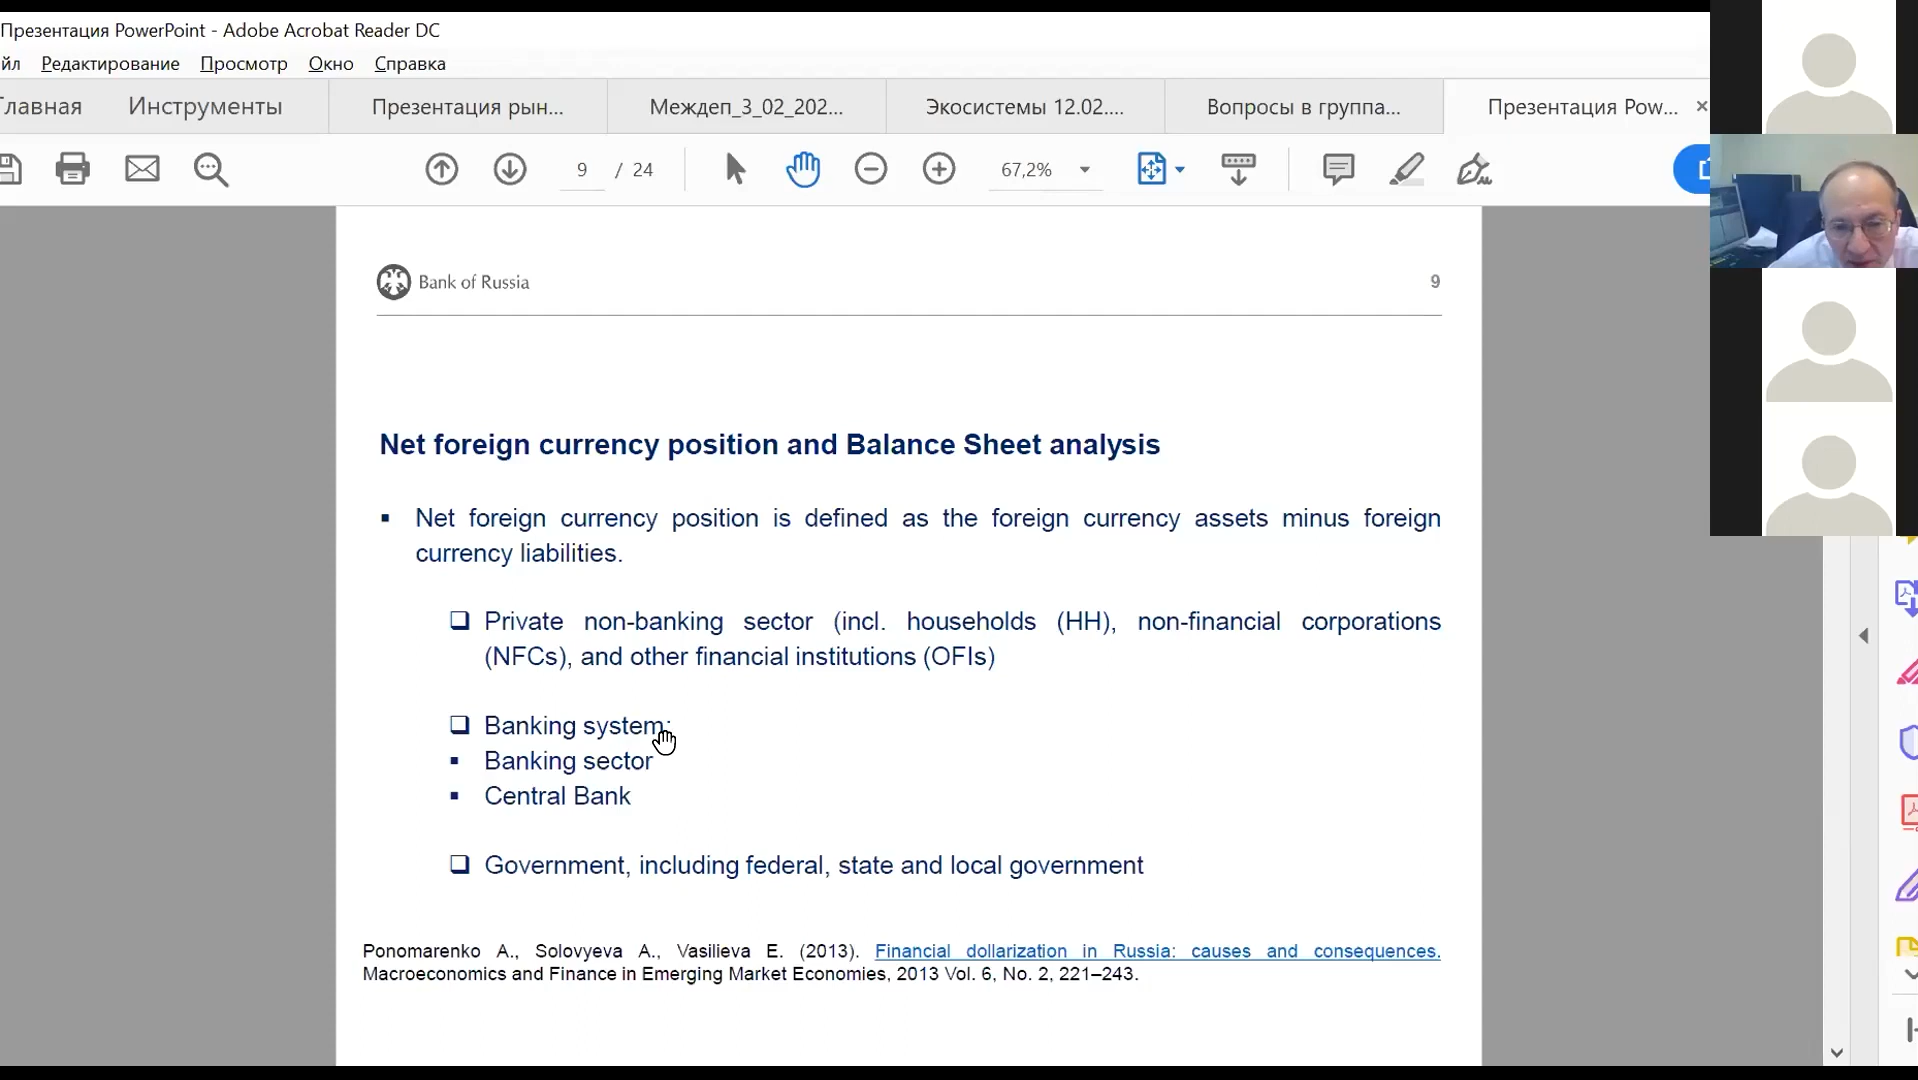 Презентация PowerPoint - Adobe Acrobat Reader DC
йл Редактирование Просмотр Окно Справка
лавная Инструменты Презентация рын... Междеп_3_02_202... Экосистемы 12.02.... Вопросы в группа... Презентация Pow... ×
9 / 24 67,2%
Bank of Russia 9
Net foreign currency position and Balance Sheet analysis
▪ Net foreign currency position is defined as the foreign currency assets minus foreign
currency liabilities.
❑ Private non-banking sector (incl. households (HH), non-financial corporations
(NFCs), and other financial institutions (OFIs)
❑ Banking system:
▪ Banking sector
▪ Central Bank
❑ Government, including federal, state and local government
Ponomarenko A., Solovyeva A., Vasilieva E. (2013). Financial dollarization in Russia: causes and consequences.
Macroeconomics and Finance in Emerging Market Economies, 2013 Vol. 6, No. 2, 221–243.